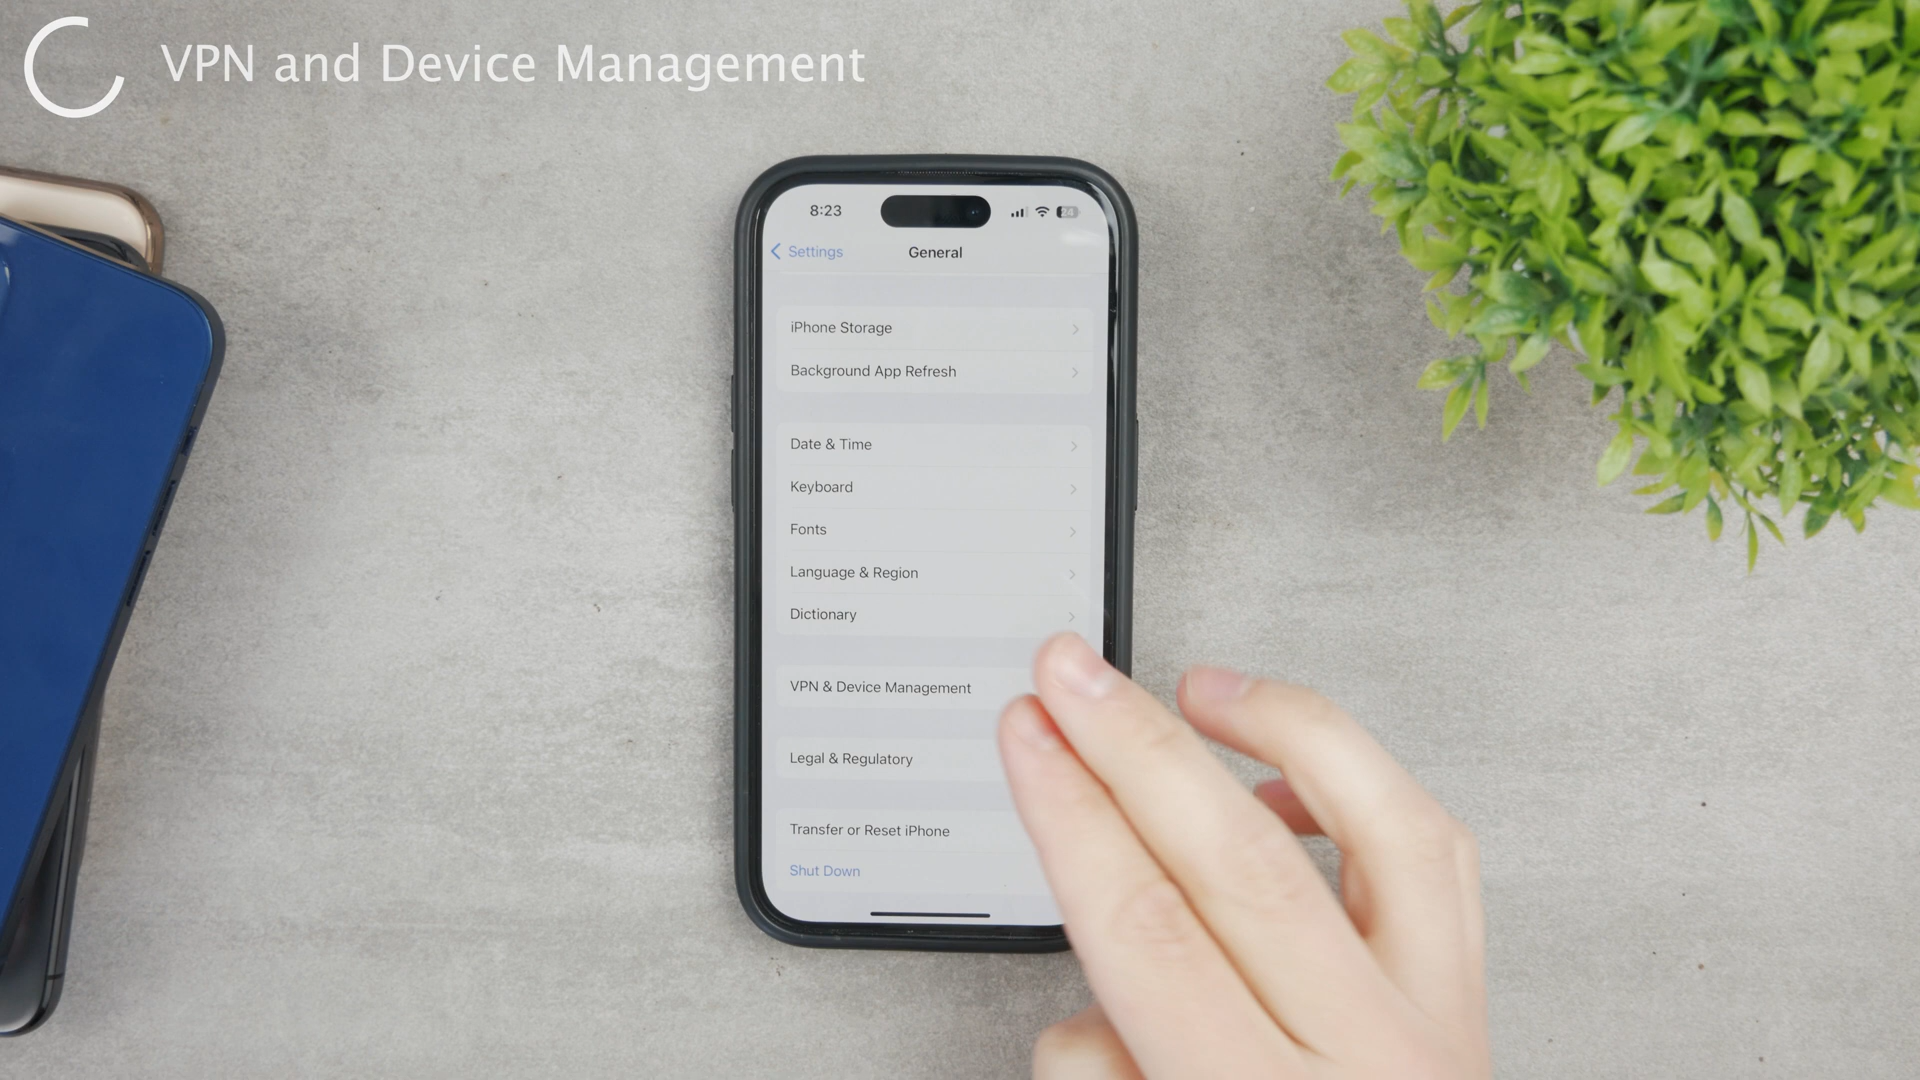 VPN and Device Management
8:23
24
Settings
General
iPhone Storage
Background App Refresh
Date & Time
Keyboard
Fonts
Language & Region
Dictionary
VPN & Device Management
Legal & Regulatory
Transfer or Reset iPhone
Shut Down